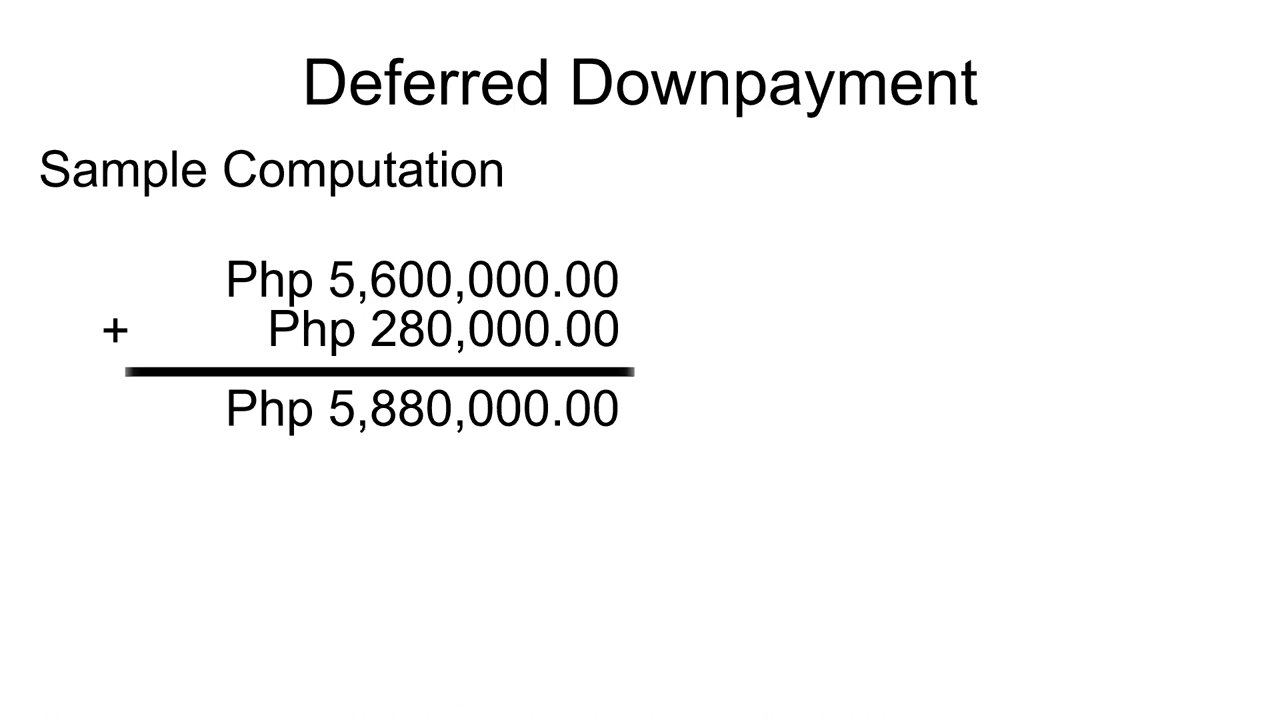 Deferred Downpayment
Sample Computation
Php 5,600,000.00
+ Php 280,000.00
Php 5,880,000.00